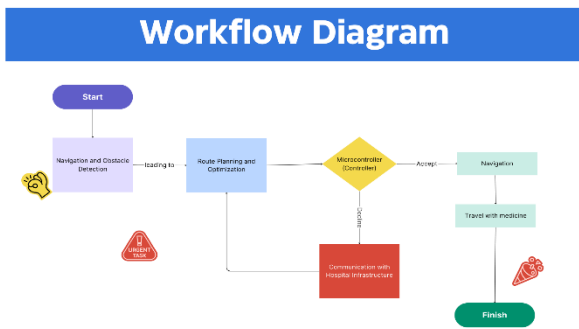 Workflow Diagram
Start
Navigation and Obstacle
Detection
leading to
Route Planning and
Optimization
Microcontroller
(Controller)
Accept
Navigation
Decline
Travel with medicine
URGENT
TASK
Communication with
Hospital Infrastructure
Finish